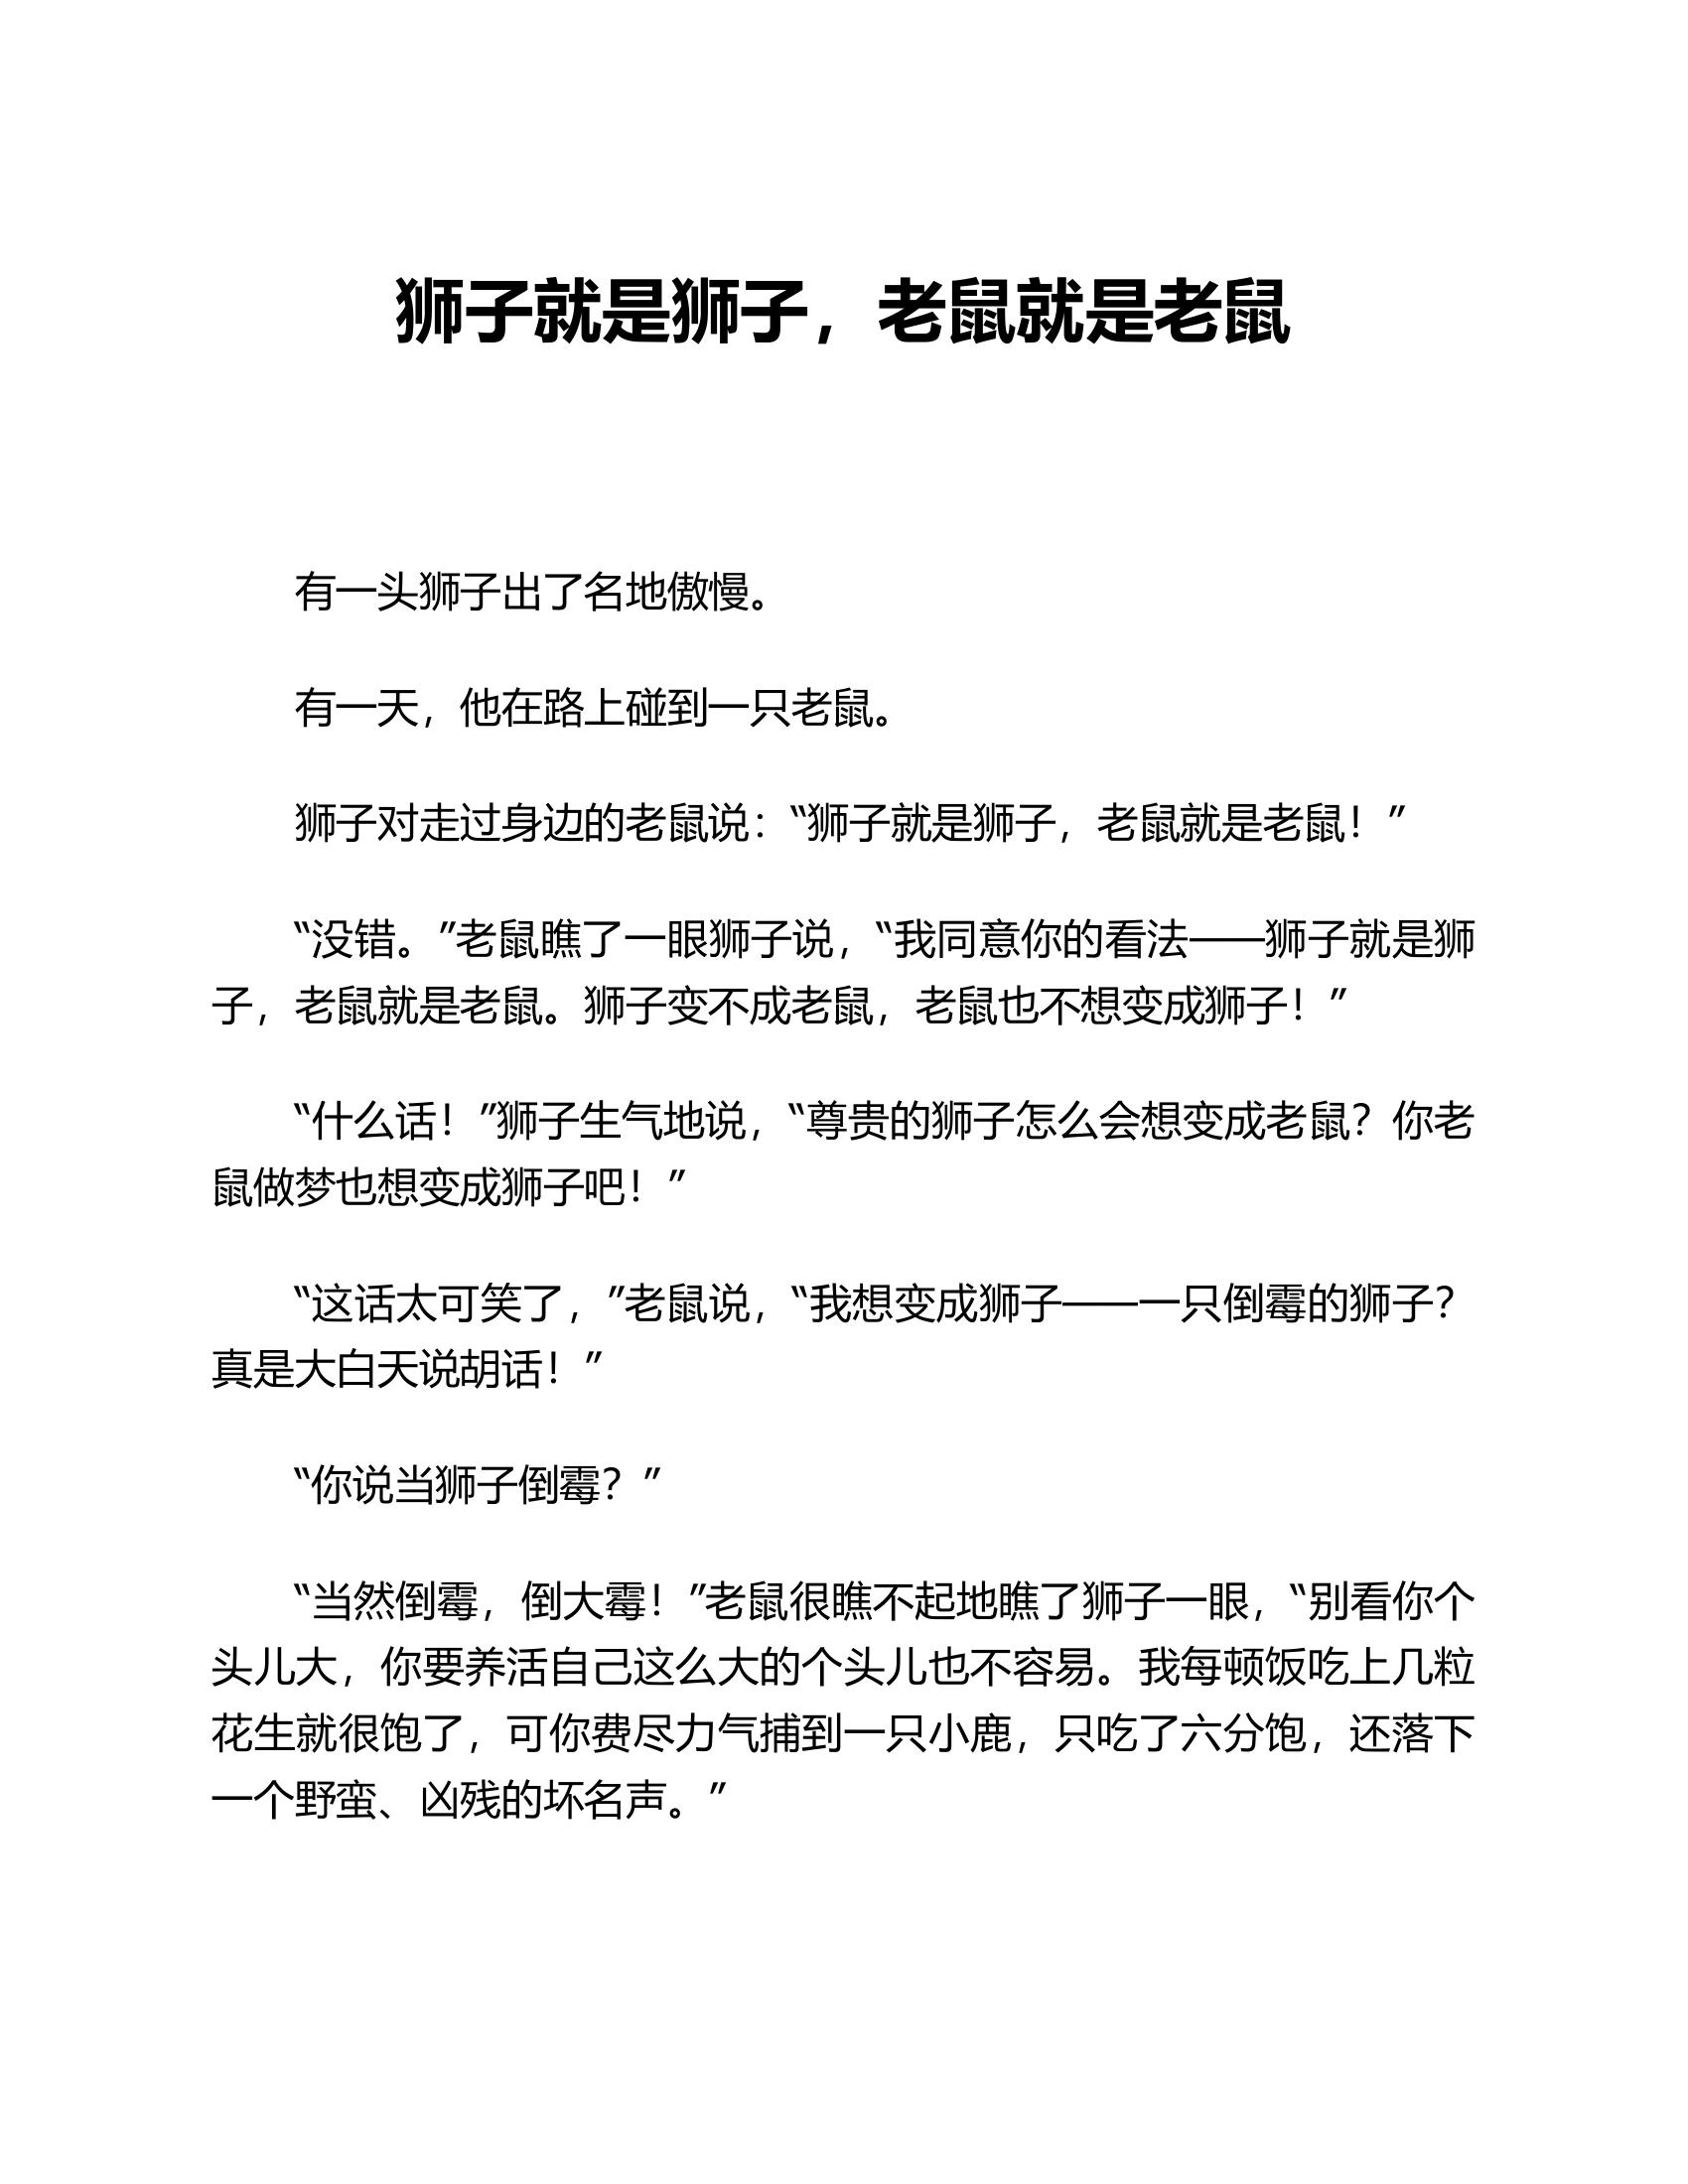 狮子就是狮子，老鼠就是老鼠
有一头狮子出了名地傲慢。
有一天，他在路上碰到一只老鼠。
狮子对走过身边的老鼠说：“狮子就是狮子，老鼠就是老鼠！”
“没错。”老鼠瞧了一眼狮子说，“我同意你的看法——狮子就是狮
子，老鼠就是老鼠。狮子变不成老鼠，老鼠也不想变成狮子！”
“什么话！”狮子生气地说，“尊贵的狮子怎么会想变成老鼠？你老
鼠做梦也想变成狮子吧！”
“这话太可笑了，”老鼠说，“我想变成狮子——一只倒霉的狮子？
真是大白天说胡话！”
“你说当狮子倒霉？”
“当然倒霉，倒大霉！”老鼠很瞧不起地瞧了狮子一眼，“别看你个
头儿大，你要养活自己这么大的个头儿也不容易。我每顿饭吃上几粒
花生就很饱了，可你费尽力气捕到一只小鹿，只吃了六分饱，还落下
一个野蛮、凶残的坏名声。”